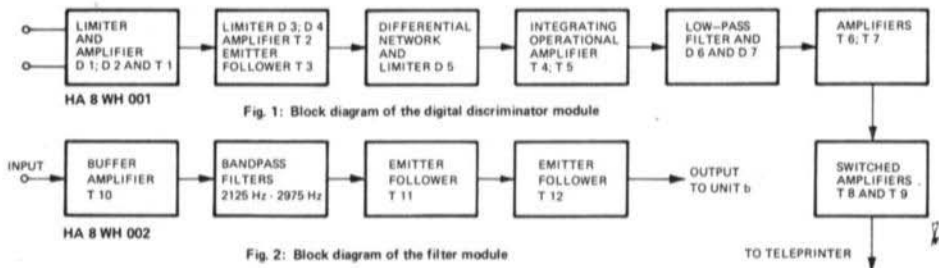 LIMITER
AND
AMPLIFIER
D 1; D 2 AND T 1
LIMITER D 3; D 4
AMPLIFIER T 2
EMITTER
FOLLOWER T 3
DIFFERENTIAL
NETWORK
AND
LIMITER D 5
INTEGRATING
OPERATIONAL
AMPLIFIER
T 4; T 5
LOW-PASS
FILTER AND
D 6 AND D 7
AMPLIFIERS
T 6; T 7
HA 8 WH 001
Fig. 1: Block diagram of the digital discriminator module
INPUT
BUFFER
AMPLIFIER
T 10
BANDPASS
FILTERS
2125 Hz - 2975 Hz
EMITTER
FOLLOWER
T 11
EMITTER
FOLLOWER
T 12
OUTPUT
TO UNIT b
SWITCHED
AMPLIFIERS
T 8 AND T 9
HA 8 WH 002
Fig. 2: Block diagram of the filter module
TO TELEPRINTER